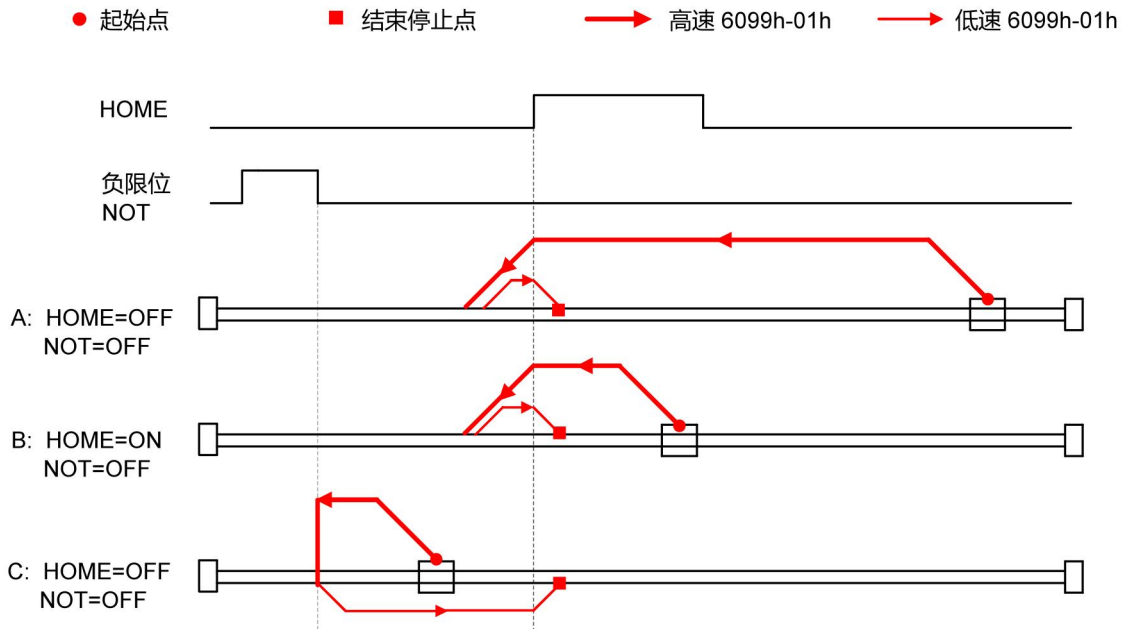 起始点
结束停止点
高速 6099h-01h
低速 6099h-01h
HOME
负限位
NOT
A: HOME=OFF
NOT=OFF
B: HOME=ON
NOT=OFF
C: HOME=OFF
NOT=OFF